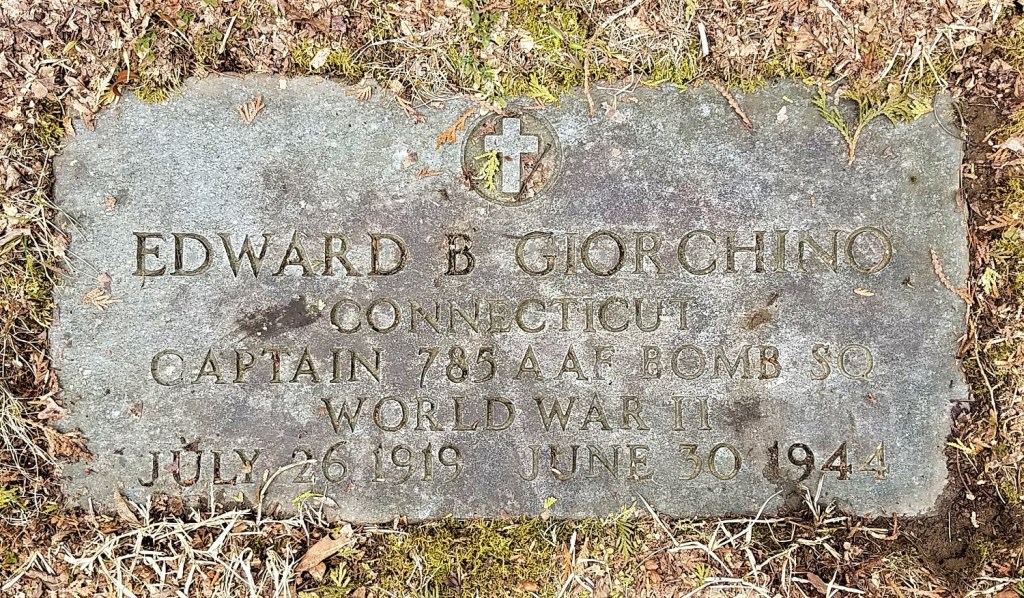 EDWARD B GIORCHINO
CONNECTICUT
CAPTAIN 785 AAF BOMB SQ
WORLD WAR II
JULY 26 1919 JUNE 30 1944